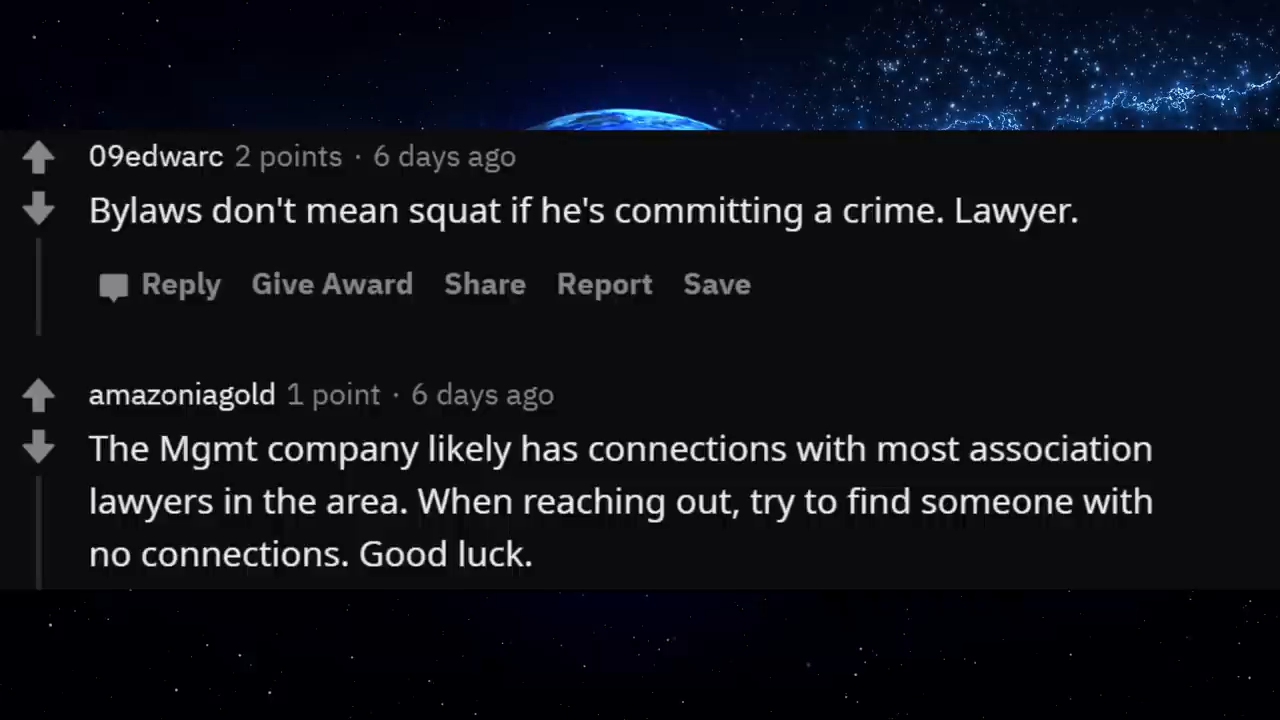 09edwarc 2 points · 6 days ago
Bylaws don't mean squat if he's committing a crime. Lawyer.
Reply Give Award Share Report Save
amazoniagold 1 point · 6 days ago
The Mgmt company likely has connections with most association
lawyers in the area. When reaching out, try to find someone with
no connections. Good luck.